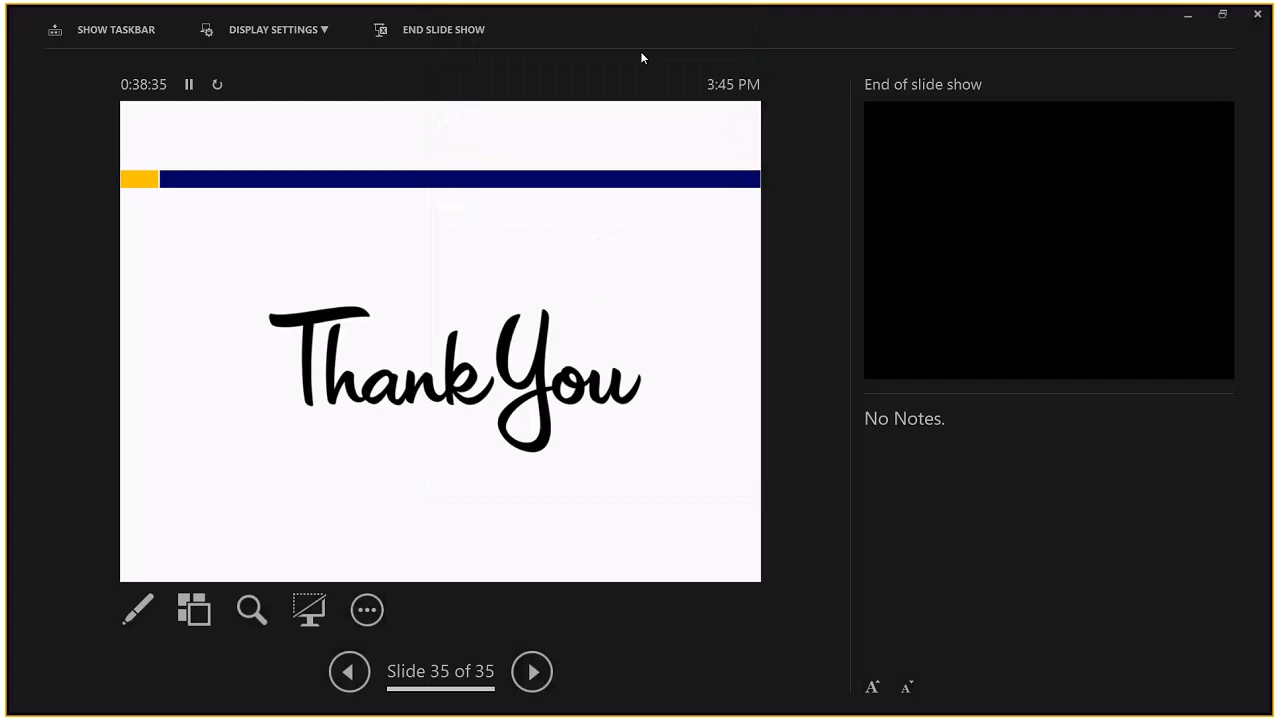 SHOW TASKBAR DISPLAY SETTINGS ▼ END SLIDE SHOW
0:38:35 3:45 PM
Thank You
Slide 35 of 35
End of slide show
No Notes.
A A